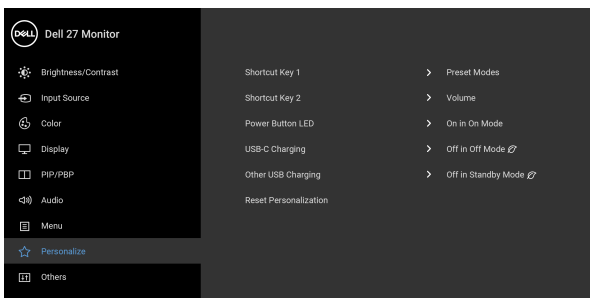 DELL Dell 27 Monitor
Brightness/Contrast
Input Source
Color
Display
PIP/PBP
Audio
Menu
Personalize
Others
Shortcut Key 1 > Preset Modes
Shortcut Key 2 > Volume
Power Button LED > On in On Mode
USB-C Charging > Off in Off Mode
Other USB Charging > Off in Standby Mode
Reset Personalization